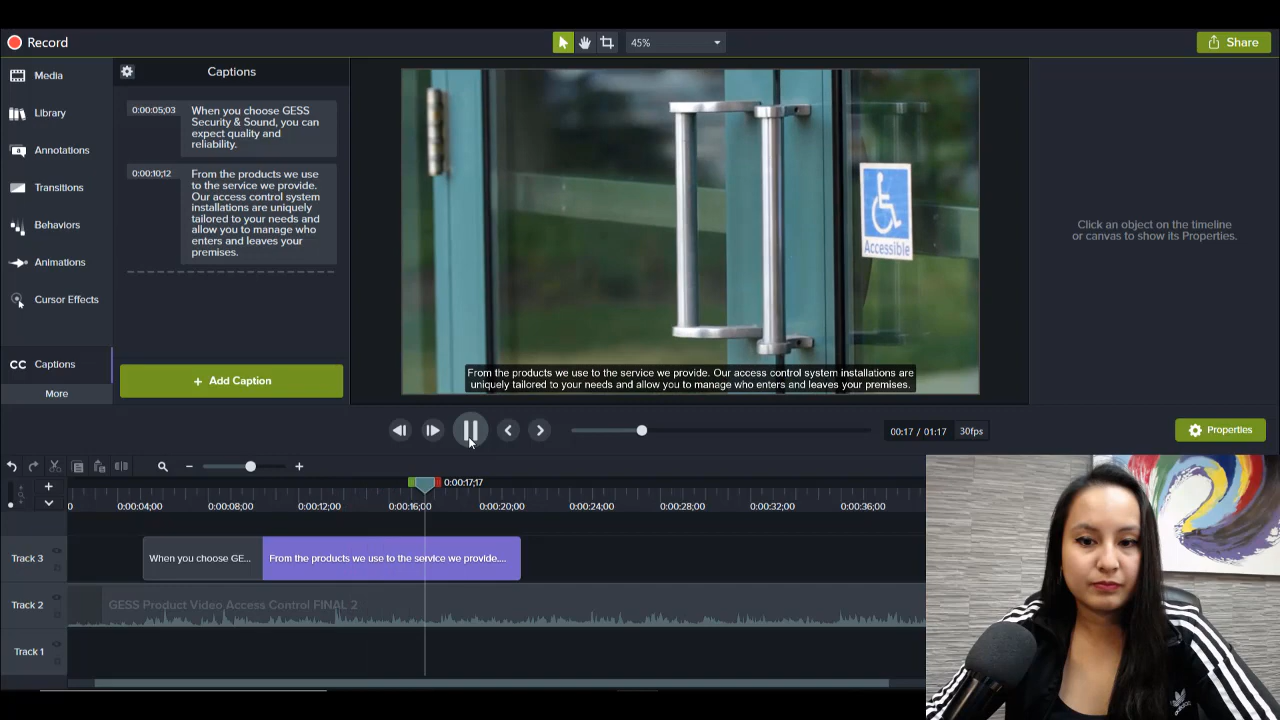 Record
45%
Share
Media
Library
Annotations
Transitions
Behaviors
Animations
Cursor Effects
CC Captions
More
Captions
0:00:05;03
When you choose GESS
Security & Sound, you can
expect quality and
reliability.
0:00:10;12
From the products we use
to the service we provide.
Our access control system
installations are uniquely
tailored to your needs and
allow you to manage who
enters and leaves your
premises.
+ Add Caption
Accessible
From the products we use to the service we provide. Our access control system installations are
uniquely tailored to your needs and allow you to manage who enters and leaves your premises.
Click an object on the timeline
or canvas to show its Properties.
00:17 / 01:17
30fps
Properties
0:00:17;17
0
0:00:04;00
0:00:08;00
0:00:12;00
0:00:16;00
0:00:20;00
0:00:24;00
0:00:28;00
0:00:32;00
0:00:36;00
Track 3
When you choose GE...
From the products we use to the service we provide....
Track 2
GESS Product Video Access Control FINAL 2
Track 1